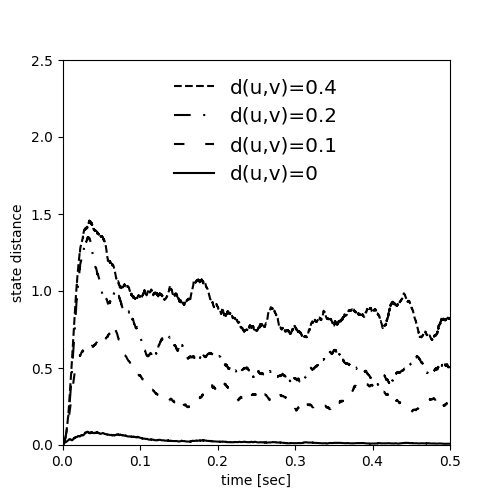 2.5
2.0
1.5
1.0
0.5
0.0
state distance
d(u,v)=0.4
d(u,v)=0.2
d(u,v)=0.1
d(u,v)=0
0.0 0.1 0.2 0.3 0.4 0.5
time [sec]